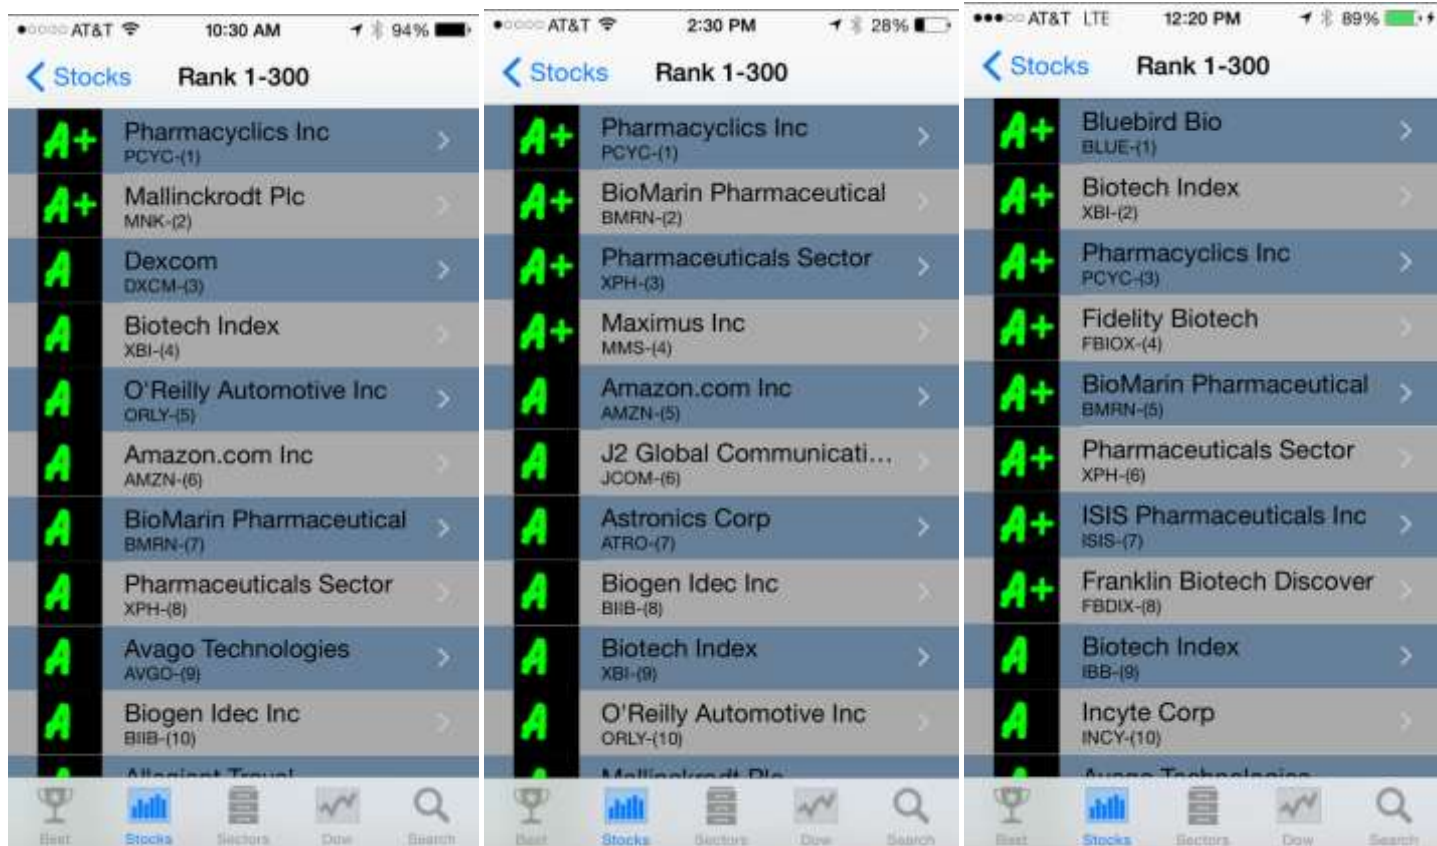 AT&T 10:30 AM 94%
Stocks Rank 1-300
A+ Pharmacyclics Inc
PCYC-(1)
A+ Mallinckrodt Plc
MNK-(2)
A Dexcom
DXCM-(3)
A Biotech Index
XBI-(4)
A O'Reilly Automotive Inc
ORLY-(5)
A Amazon.com Inc
AMZN-(6)
A BioMarin Pharmaceutical
BMRN-(7)
A Pharmaceuticals Sector
XPH-(8)
A Avago Technologies
AVGO-(9)
A Biogen Idec Inc
BIIB-(10)
A Allegiant Travel
Best Stocks Sectors Dow Search
AT&T 2:30 PM 28%
Stocks Rank 1-300
A+ Pharmacyclics Inc
PCYC-(1)
A+ BioMarin Pharmaceutical
BMRN-(2)
A+ Pharmaceuticals Sector
XPH-(3)
A+ Maximus Inc
MMS-(4)
A Amazon.com Inc
AMZN-(5)
A J2 Global Communicati...
JCOM-(6)
A Astronics Corp
ATRO-(7)
A Biogen Idec Inc
BIIB-(8)
A Biotech Index
XBI-(9)
A O'Reilly Automotive Inc
ORLY-(10)
A Mallinckrodt Plc
Best Stocks Sectors Dow Search
AT&T LTE 12:20 PM 89%
Stocks Rank 1-300
A+ Bluebird Bio
BLUE-(1)
A+ Biotech Index
XBI-(2)
A+ Pharmacyclics Inc
PCYC-(3)
A+ Fidelity Biotech
FBIOX-(4)
A+ BioMarin Pharmaceutical
BMRN-(5)
A+ Pharmaceuticals Sector
XPH-(6)
A+ ISIS Pharmaceuticals Inc
ISIS-(7)
A+ Franklin Biotech Discover
FBDIX-(8)
A Biotech Index
IBB-(9)
A Incyte Corp
INCY-(10)
A Avago Technologies
Best Stocks Sectors Dow Search